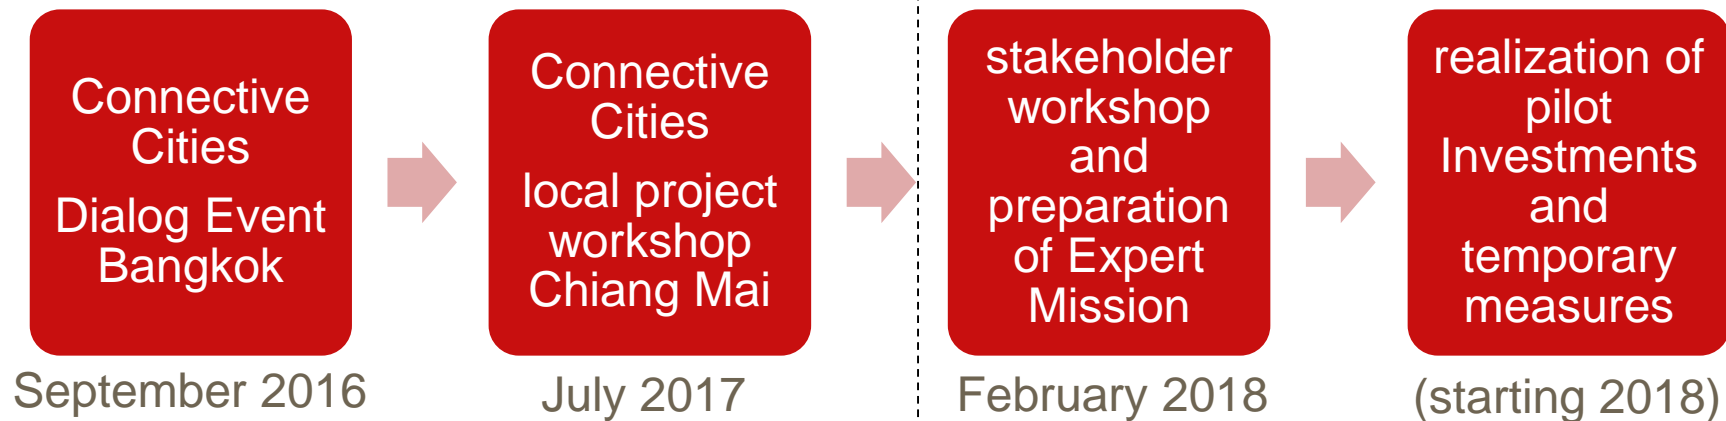 Connective
Cities
Dialog Event
Bangkok
September 2016
Connective
Cities
local project
workshop
Chiang Mai
July 2017
stakeholder
workshop
and
preparation
of Expert
Mission
February 2018
realization of
pilot
Investments
and
temporary
measures
(starting 2018)